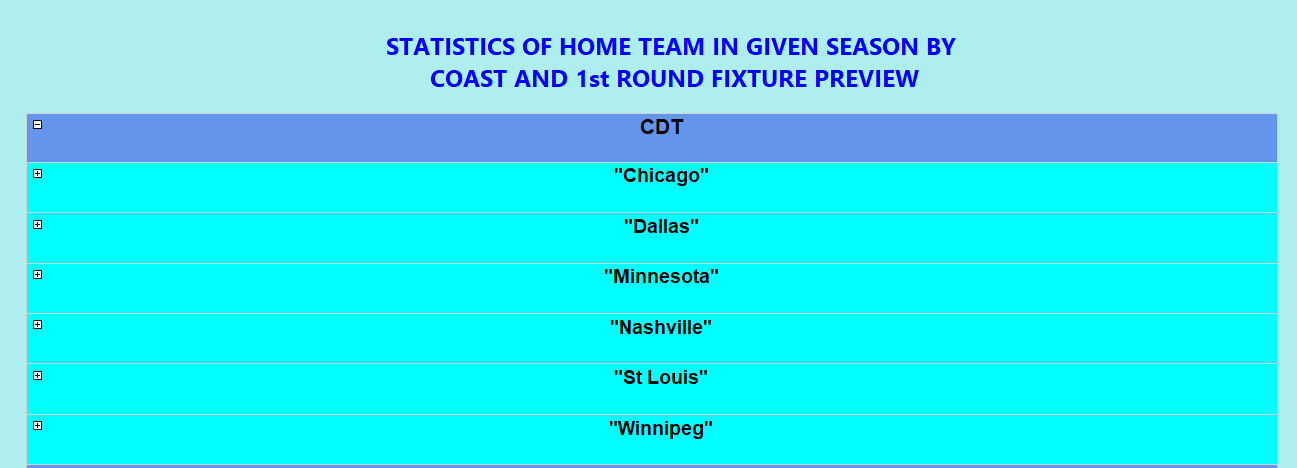 STATISTICS OF HOME TEAM IN GIVEN SEASON BY
COAST AND 1st ROUND FIXTURE PREVIEW
CDT
"Chicago"
"Dallas"
"Minnesota"
"Nashville"
"St Louis"
"Winnipeg"